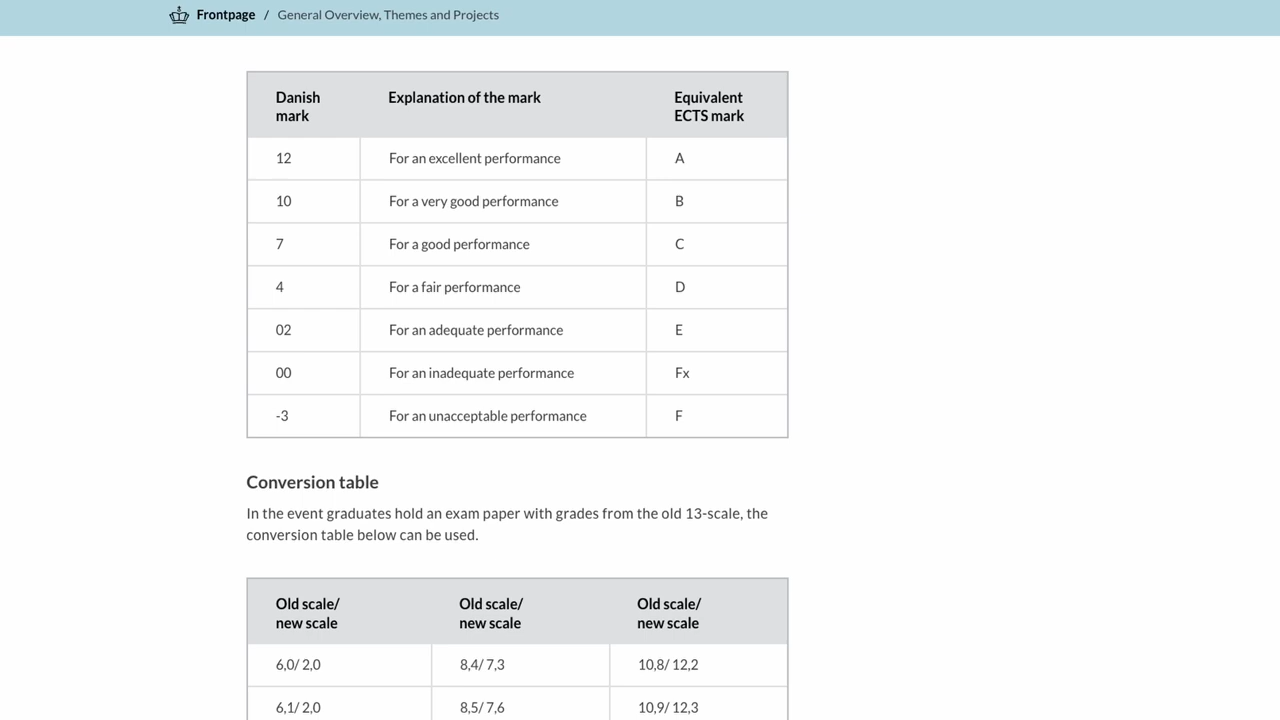 Frontpage / General Overview, Themes and Projects
Danish mark Explanation of the mark Equivalent ECTS mark
12 For an excellent performance A
10 For a very good performance B
7 For a good performance C
4 For a fair performance D
02 For an adequate performance E
00 For an inadequate performance Fx
-3 For an unacceptable performance F
Conversion table
In the event graduates hold an exam paper with grades from the old 13-scale, the
conversion table below can be used.
Old scale/ new scale Old scale/ new scale Old scale/ new scale
6,0/ 2,0 8,4/ 7,3 10,8/ 12,2
6,1/ 2,0 8,5/ 7,6 10,9/ 12,3